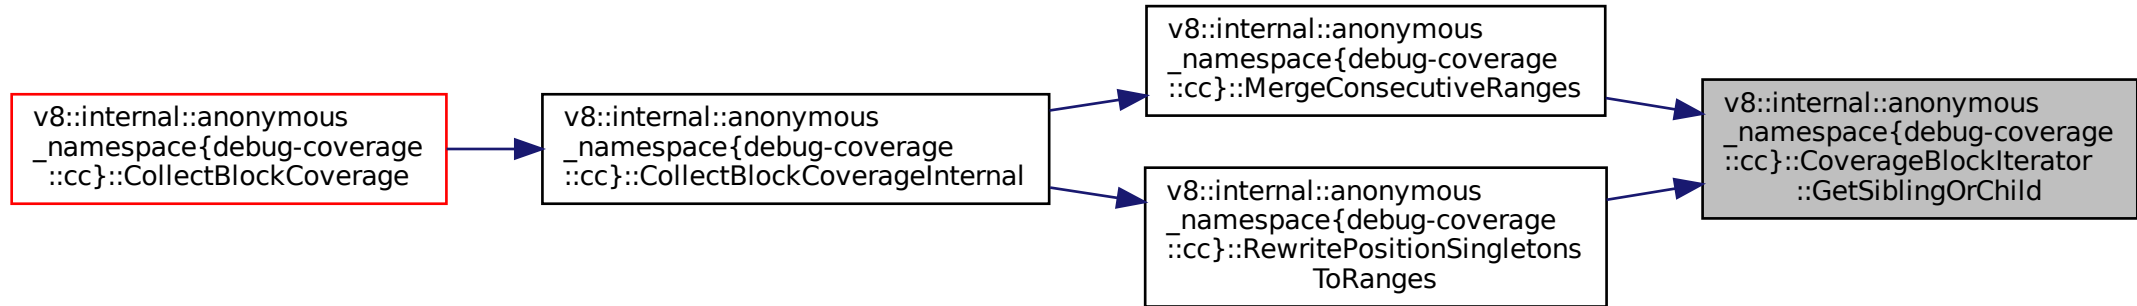 v8::internal::anonymous
_namespace{debug-coverage
::cc}::CollectBlockCoverage
v8::internal::anonymous
_namespace{debug-coverage
::cc}::CollectBlockCoverageInternal
v8::internal::anonymous
_namespace{debug-coverage
::cc}::MergeConsecutiveRanges
v8::internal::anonymous
_namespace{debug-coverage
::cc}::RewritePositionSingletons
ToRanges
v8::internal::anonymous
_namespace{debug-coverage
::cc}::CoverageBlockIterator
::GetSiblingOrChild